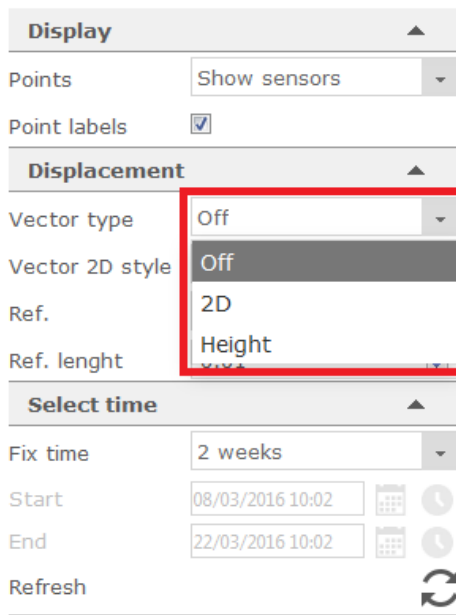 Display
Points Show sensors
Point labels
Displacement
Vector type Off
Vector 2D style Off
2D
Ref.
Height
Ref. lenght 0.01
Select time
Fix time 2 weeks
Start 08/03/2016 10:02
End 22/03/2016 10:02
Refresh